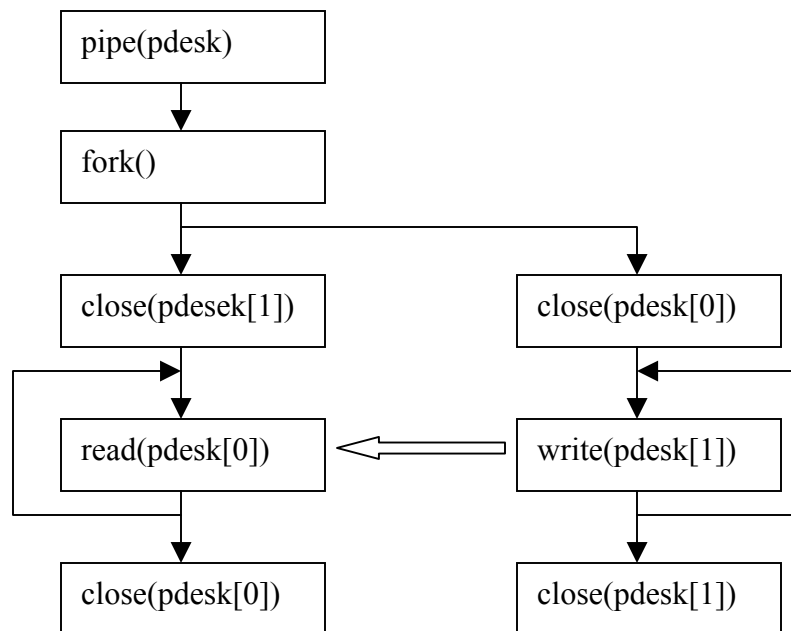 pipe(pdesk)
fork()
close(pdesek[1])
close(pdesk[0])
read(pdesk[0])
write(pdesk[1])
close(pdesk[0])
close(pdesk[1])